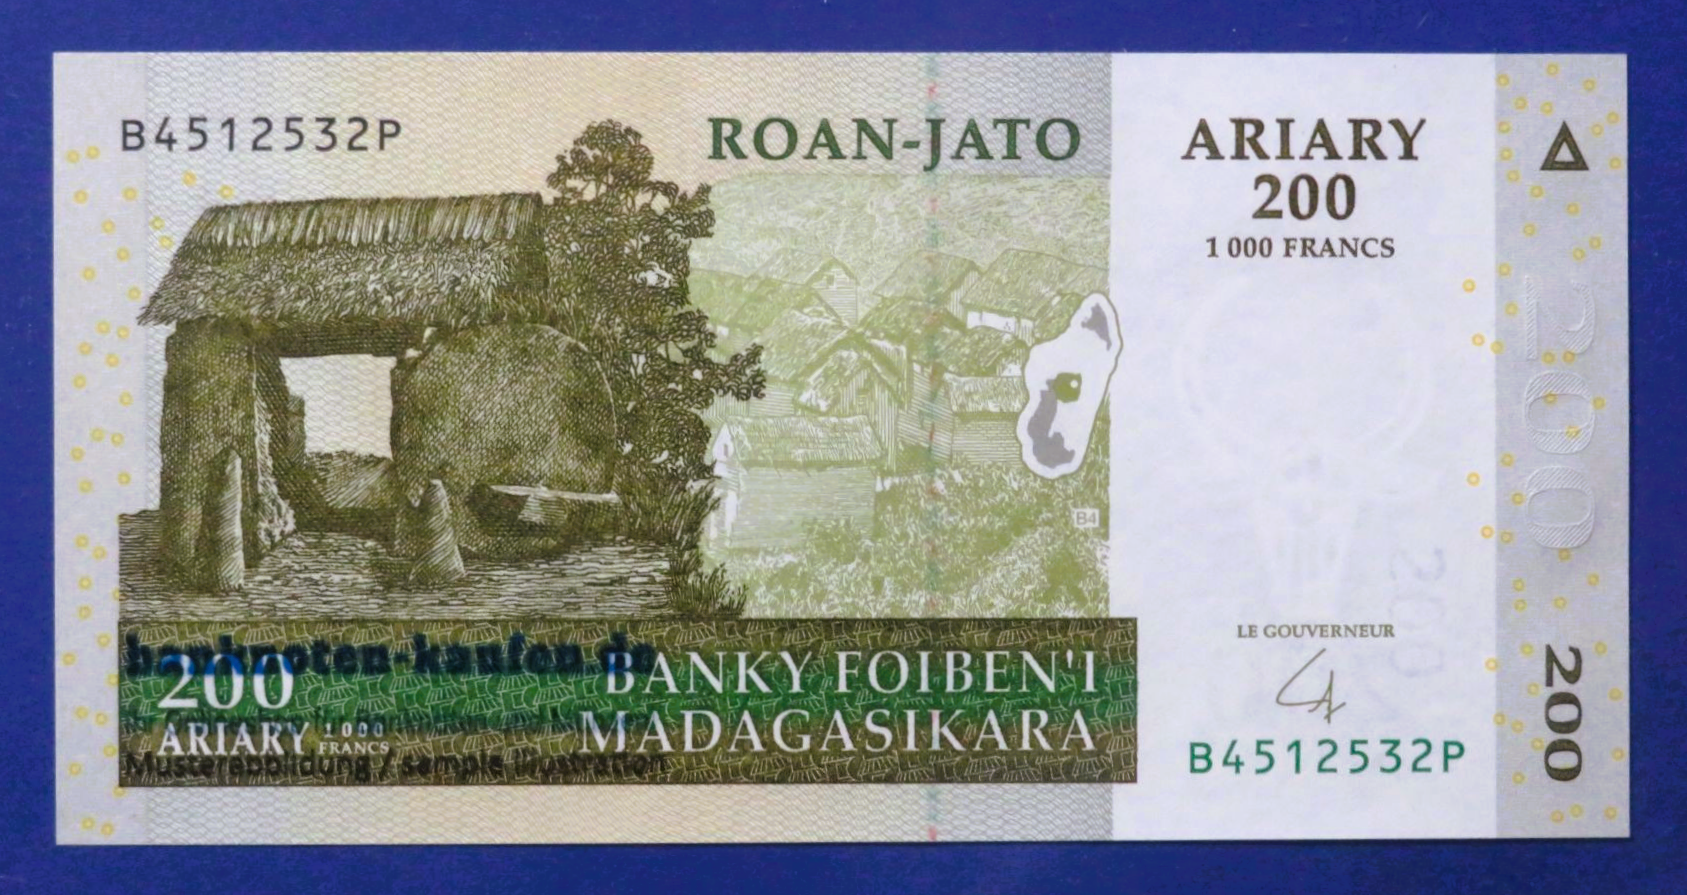 B4512532P
ROAN-JATO
ARIARY
200
1 000 FRANCS
200
B4
LE GOUVERNEUR
banknoten-kaufen.de
200
ARIARY 1 000 FRANCS
BANKY FOIBEN'I
MADAGASIKARA
Musterabbildung / sample illustration
B4512532P
200
200